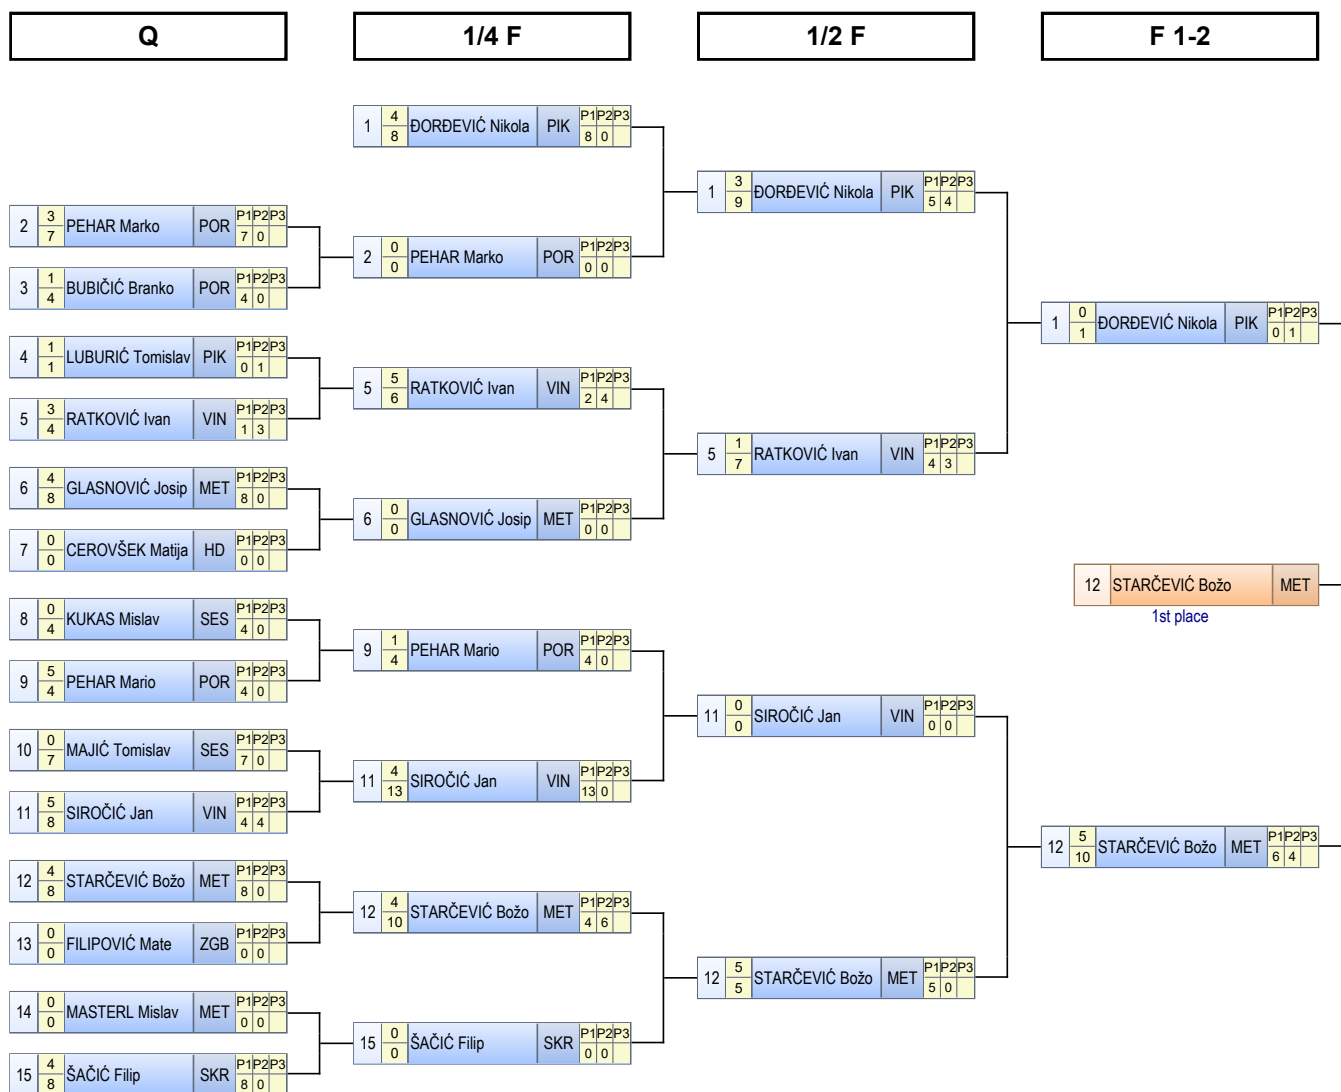 Q
1/4 F
1/2 F
F 1-2
2 3 7 PEHAR Marko POR P1 P2 P3 7 0
3 1 4 BUBIČIĆ Branko POR P1 P2 P3 4 0
4 1 1 LUBURIĆ Tomislav PIK P1 P2 P3 0 1
5 3 4 RATKOVIĆ Ivan VIN P1 P2 P3 1 3
6 4 8 GLASNOVIĆ Josip MET P1 P2 P3 8 0
7 0 0 CEROVŠEK Matija HD P1 P2 P3 0 0
8 0 4 KUKAS Mislav SES P1 P2 P3 4 0
9 5 4 PEHAR Mario POR P1 P2 P3 4 0
10 0 7 MAJIĆ Tomislav SES P1 P2 P3 7 0
11 5 8 SIROČIĆ Jan VIN P1 P2 P3 4 4
12 4 8 STARČEVIĆ Božo MET P1 P2 P3 8 0
13 0 0 FILIPOVIĆ Mate ZGB P1 P2 P3 0 0
14 0 0 MASTERL Mislav MET P1 P2 P3 0 0
15 4 8 ŠAČIĆ Filip SKR P1 P2 P3 8 0
1 4 8 ĐORĐEVIĆ Nikola PIK P1 P2 P3 8 0
2 0 0 PEHAR Marko POR P1 P2 P3 0 0
5 5 6 RATKOVIĆ Ivan VIN P1 P2 P3 2 4
6 0 0 GLASNOVIĆ Josip MET P1 P2 P3 0 0
9 1 4 PEHAR Mario POR P1 P2 P3 4 0
11 4 13 SIROČIĆ Jan VIN P1 P2 P3 13 0
12 4 10 STARČEVIĆ Božo MET P1 P2 P3 4 6
15 0 0 ŠAČIĆ Filip SKR P1 P2 P3 0 0
1 3 9 ĐORĐEVIĆ Nikola PIK P1 P2 P3 5 4
5 1 7 RATKOVIĆ Ivan VIN P1 P2 P3 4 3
11 0 0 SIROČIĆ Jan VIN P1 P2 P3 0 0
12 5 5 STARČEVIĆ Božo MET P1 P2 P3 5 0
1 0 1 ĐORĐEVIĆ Nikola PIK P1 P2 P3 0 1
12 STARČEVIĆ Božo MET
1st place
12 5 10 STARČEVIĆ Božo MET P1 P2 P3 6 4